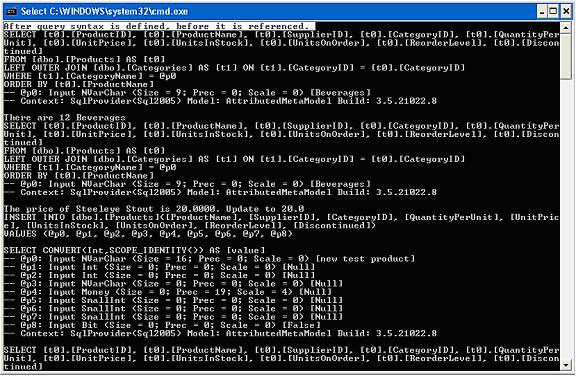 Select C:\WINDOWS\system32\cmd.exe
After query syntax is defined, before it is referenced.
SELECT [t0].[ProductID], [t0].[ProductName], [t0].[SupplierID], [t0].[CategoryID], [t0].[QuantityPer
Unit], [t0].[UnitPrice], [t0].[UnitsInStock], [t0].[UnitsOnOrder], [t0].[ReorderLevel], [t0].[Discon
tinued]
FROM [dbo].[Products] AS [t0]
LEFT OUTER JOIN [dbo].[Categories] AS [t1] ON [t1].[CategoryID] = [t0].[CategoryID]
WHERE [t1].[CategoryName] = @p0
ORDER BY [t0].[ProductName]
-- @p0: Input NVarChar (Size = 9; Prec = 0; Scale = 0) [Beverages]
-- Context: SqlProvider(Sql2005) Model: AttributedMetaModel Build: 3.5.21022.8
There are 12 Beverages
SELECT [t0].[ProductID], [t0].[ProductName], [t0].[SupplierID], [t0].[CategoryID], [t0].[QuantityPer
Unit], [t0].[UnitPrice], [t0].[UnitsInStock], [t0].[UnitsOnOrder], [t0].[ReorderLevel], [t0].[Discon
tinued]
FROM [dbo].[Products] AS [t0]
LEFT OUTER JOIN [dbo].[Categories] AS [t1] ON [t1].[CategoryID] = [t0].[CategoryID]
WHERE [t1].[CategoryName] = @p0
ORDER BY [t0].[ProductName]
-- @p0: Input NVarChar (Size = 9; Prec = 0; Scale = 0) [Beverages]
-- Context: SqlProvider(Sql2005) Model: AttributedMetaModel Build: 3.5.21022.8
The price of Steeleye Stout is 20.0000. Update to 20.0
INSERT INTO [dbo].[Products]([ProductName], [SupplierID], [CategoryID], [QuantityPerUnit], [UnitPric
e], [UnitsInStock], [UnitsOnOrder], [ReorderLevel], [Discontinued])
VALUES (@p0, @p1, @p2, @p3, @p4, @p5, @p6, @p7, @p8)
SELECT CONVERT(Int,SCOPE_IDENTITY()) AS [value]
-- @p0: Input NVarChar (Size = 16; Prec = 0; Scale = 0) [new test product]
-- @p1: Input Int (Size = 0; Prec = 0; Scale = 0) [Null]
-- @p2: Input Int (Size = 0; Prec = 0; Scale = 0) [Null]
-- @p3: Input NVarChar (Size = 0; Prec = 0; Scale = 0) [Null]
-- @p4: Input Money (Size = 0; Prec = 19; Scale = 4) [Null]
-- @p5: Input SmallInt (Size = 0; Prec = 0; Scale = 0) [Null]
-- @p6: Input SmallInt (Size = 0; Prec = 0; Scale = 0) [Null]
-- @p7: Input SmallInt (Size = 0; Prec = 0; Scale = 0) [Null]
-- @p8: Input Bit (Size = 0; Prec = 0; Scale = 0) [False]
-- Context: SqlProvider(Sql2005) Model: AttributedMetaModel Build: 3.5.21022.8
SELECT [t0].[ProductID], [t0].[ProductName], [t0].[SupplierID], [t0].[CategoryID], [t0].[QuantityPer
Unit], [t0].[UnitPrice], [t0].[UnitsInStock], [t0].[UnitsOnOrder], [t0].[ReorderLevel], [t0].[Discon
tinued]